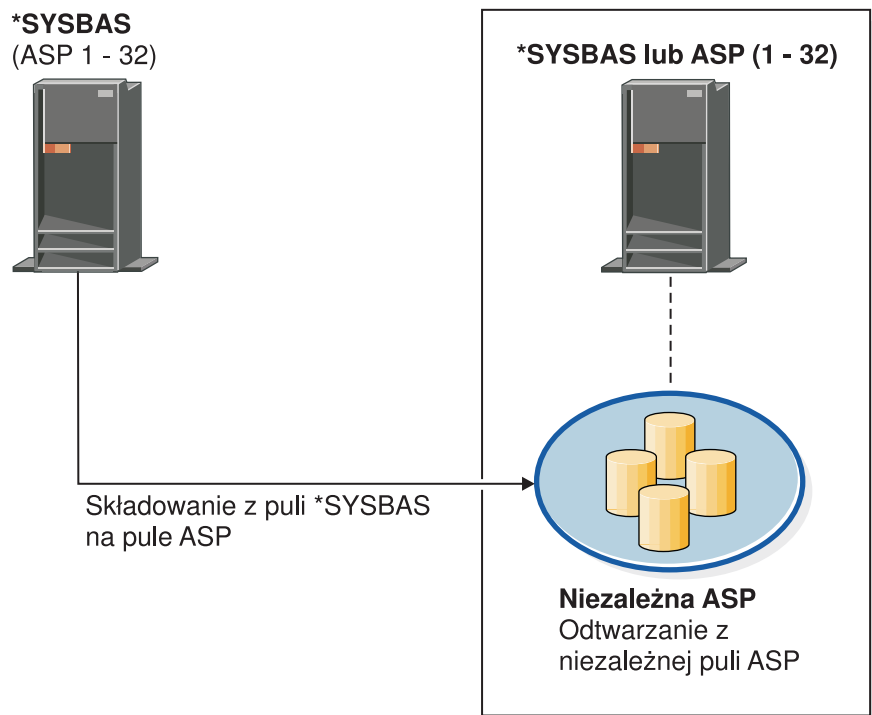 *SYSBAS
(ASP 1 - 32)
*SYSBAS lub ASP (1 - 32)
Składowanie z puli *SYSBAS
na pule ASP
Niezależna ASP
Odtwarzanie z
niezależnej puli ASP